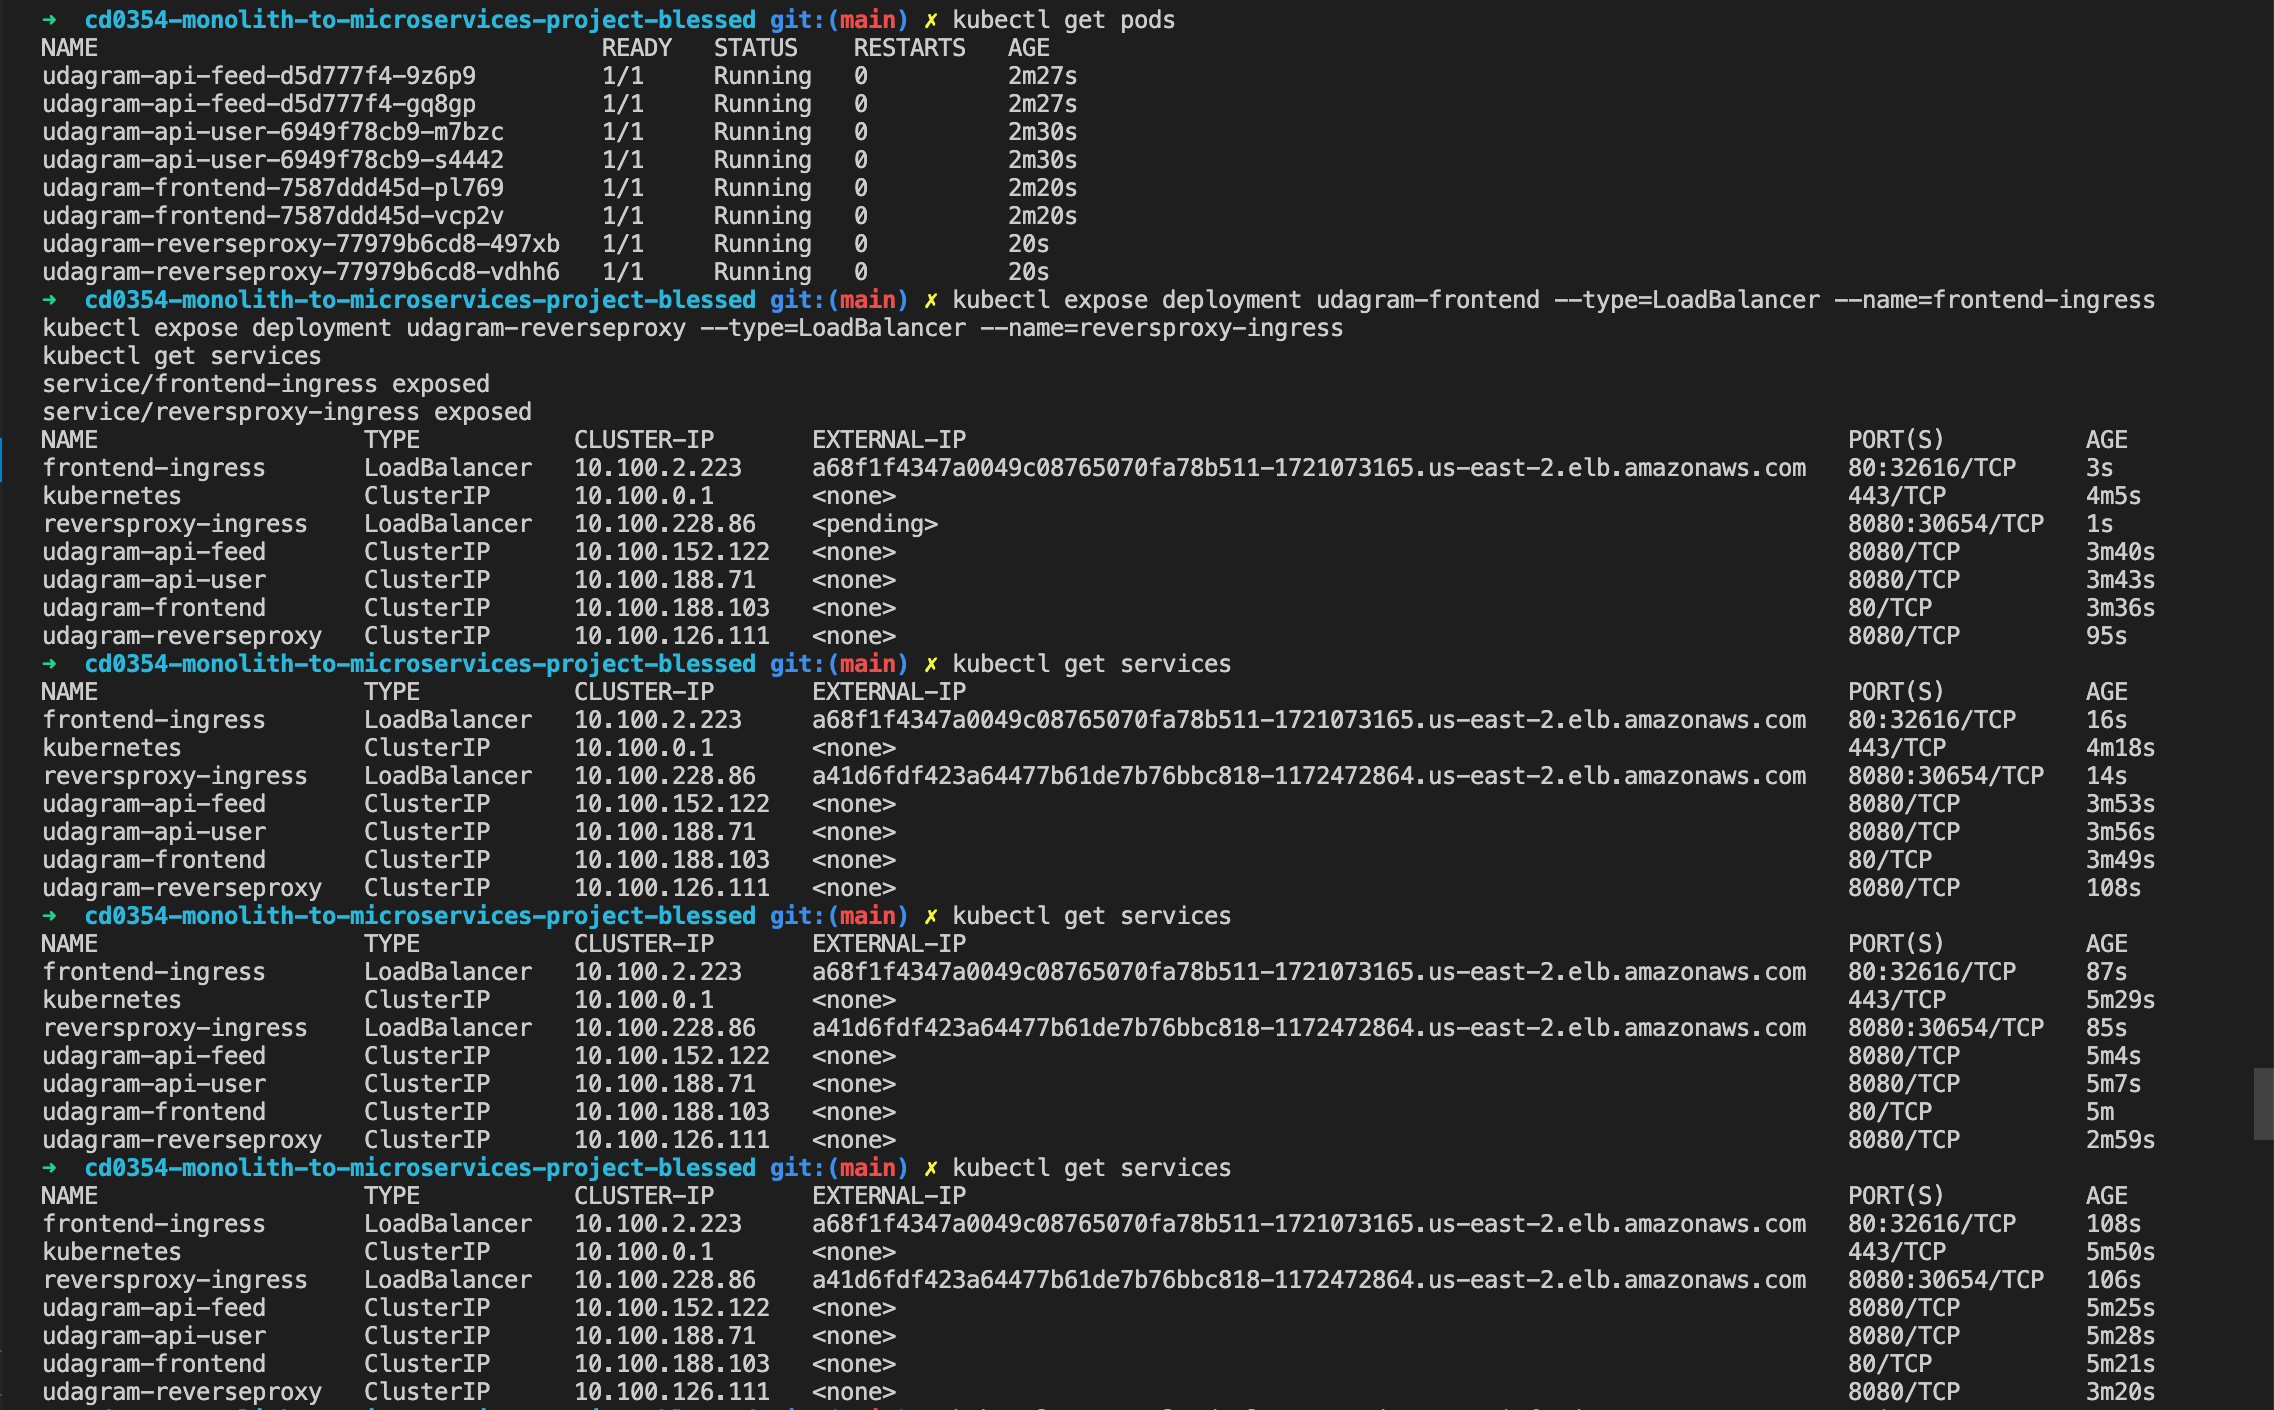 ➜  cd0354-monolith-to-microservices-project-blessed git:(main) ✗ kubectl get pods
NAME                                    READY   STATUS    RESTARTS   AGE
udagram-api-feed-d5d777f4-9z6p9         1/1     Running   0          2m27s
udagram-api-feed-d5d777f4-gq8gp         1/1     Running   0          2m27s
udagram-api-user-6949f78cb9-m7bzc       1/1     Running   0          2m30s
udagram-api-user-6949f78cb9-s4442       1/1     Running   0          2m30s
udagram-frontend-7587ddd45d-pl769       1/1     Running   0          2m20s
udagram-frontend-7587ddd45d-vcp2v       1/1     Running   0          2m20s
udagram-reverseproxy-77979b6cd8-497xb   1/1     Running   0          20s
udagram-reverseproxy-77979b6cd8-vdhh6   1/1     Running   0          20s
➜  cd0354-monolith-to-microservices-project-blessed git:(main) ✗ kubectl expose deployment udagram-frontend --type=LoadBalancer --name=frontend-ingress
kubectl expose deployment udagram-reverseproxy --type=LoadBalancer --name=reversproxy-ingress
kubectl get services
service/frontend-ingress exposed
service/reversproxy-ingress exposed
NAME                   TYPE           CLUSTER-IP       EXTERNAL-IP                                                               PORT(S)          AGE
frontend-ingress       LoadBalancer   10.100.2.223     a68f1f4347a0049c08765070fa78b511-1721073165.us-east-2.elb.amazonaws.com   80:32616/TCP     3s
kubernetes             ClusterIP      10.100.0.1       <none>                                                                    443/TCP          4m5s
reversproxy-ingress    LoadBalancer   10.100.228.86    <pending>                                                                 8080:30654/TCP   1s
udagram-api-feed       ClusterIP      10.100.152.122   <none>                                                                    8080/TCP         3m40s
udagram-api-user       ClusterIP      10.100.188.71    <none>                                                                    8080/TCP         3m43s
udagram-frontend       ClusterIP      10.100.188.103   <none>                                                                    80/TCP           3m36s
udagram-reverseproxy   ClusterIP      10.100.126.111   <none>                                                                    8080/TCP         95s
➜  cd0354-monolith-to-microservices-project-blessed git:(main) ✗ kubectl get services
NAME                   TYPE           CLUSTER-IP       EXTERNAL-IP                                                               PORT(S)          AGE
frontend-ingress       LoadBalancer   10.100.2.223     a68f1f4347a0049c08765070fa78b511-1721073165.us-east-2.elb.amazonaws.com   80:32616/TCP     16s
kubernetes             ClusterIP      10.100.0.1       <none>                                                                    443/TCP          4m18s
reversproxy-ingress    LoadBalancer   10.100.228.86    a41d6fdf423a64477b61de7b76bbc818-1172472864.us-east-2.elb.amazonaws.com   8080:30654/TCP   14s
udagram-api-feed       ClusterIP      10.100.152.122   <none>                                                                    8080/TCP         3m53s
udagram-api-user       ClusterIP      10.100.188.71    <none>                                                                    8080/TCP         3m56s
udagram-frontend       ClusterIP      10.100.188.103   <none>                                                                    80/TCP           3m49s
udagram-reverseproxy   ClusterIP      10.100.126.111   <none>                                                                    8080/TCP         108s
➜  cd0354-monolith-to-microservices-project-blessed git:(main) ✗ kubectl get services
NAME                   TYPE           CLUSTER-IP       EXTERNAL-IP                                                               PORT(S)          AGE
frontend-ingress       LoadBalancer   10.100.2.223     a68f1f4347a0049c08765070fa78b511-1721073165.us-east-2.elb.amazonaws.com   80:32616/TCP     87s
kubernetes             ClusterIP      10.100.0.1       <none>                                                                    443/TCP          5m29s
reversproxy-ingress    LoadBalancer   10.100.228.86    a41d6fdf423a64477b61de7b76bbc818-1172472864.us-east-2.elb.amazonaws.com   8080:30654/TCP   85s
udagram-api-feed       ClusterIP      10.100.152.122   <none>                                                                    8080/TCP         5m4s
udagram-api-user       ClusterIP      10.100.188.71    <none>                                                                    8080/TCP         5m7s
udagram-frontend       ClusterIP      10.100.188.103   <none>                                                                    80/TCP           5m
udagram-reverseproxy   ClusterIP      10.100.126.111   <none>                                                                    8080/TCP         2m59s
➜  cd0354-monolith-to-microservices-project-blessed git:(main) ✗ kubectl get services
NAME                   TYPE           CLUSTER-IP       EXTERNAL-IP                                                               PORT(S)          AGE
frontend-ingress       LoadBalancer   10.100.2.223     a68f1f4347a0049c08765070fa78b511-1721073165.us-east-2.elb.amazonaws.com   80:32616/TCP     108s
kubernetes             ClusterIP      10.100.0.1       <none>                                                                    443/TCP          5m50s
reversproxy-ingress    LoadBalancer   10.100.228.86    a41d6fdf423a64477b61de7b76bbc818-1172472864.us-east-2.elb.amazonaws.com   8080:30654/TCP   106s
udagram-api-feed       ClusterIP      10.100.152.122   <none>                                                                    8080/TCP         5m25s
udagram-api-user       ClusterIP      10.100.188.71    <none>                                                                    8080/TCP         5m28s
udagram-frontend       ClusterIP      10.100.188.103   <none>                                                                    80/TCP           5m21s
udagram-reverseproxy   ClusterIP      10.100.126.111   <none>                                                                    8080/TCP         3m20s